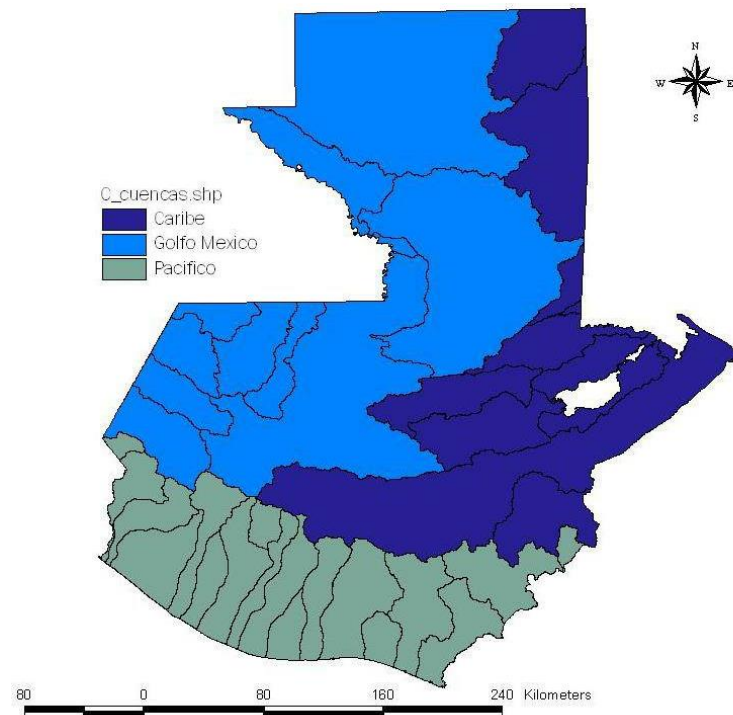 N
W E
S
C_cuencas.shp
Caribe
Golfo Mexico
Pacifico
80 0 80 160 240 Kilometers